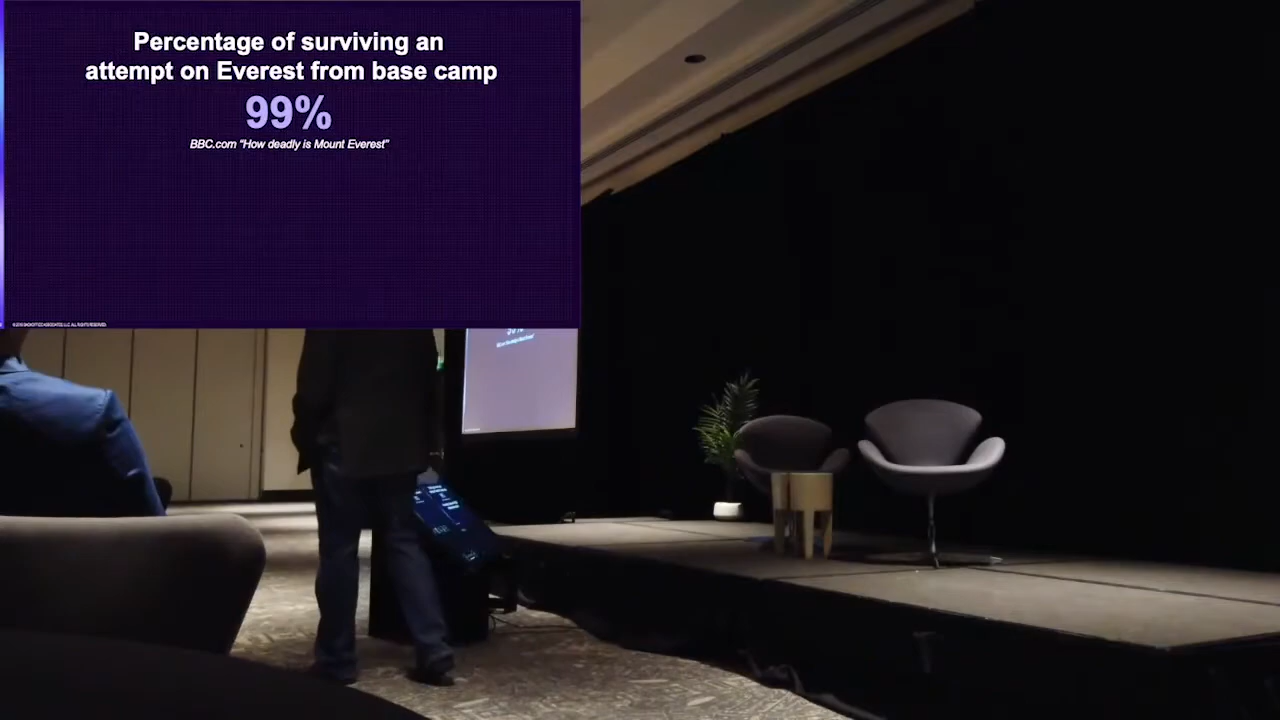 Percentage of surviving an
attempt on Everest from base camp
99%
BBC.com "How deadly is Mount Everest"